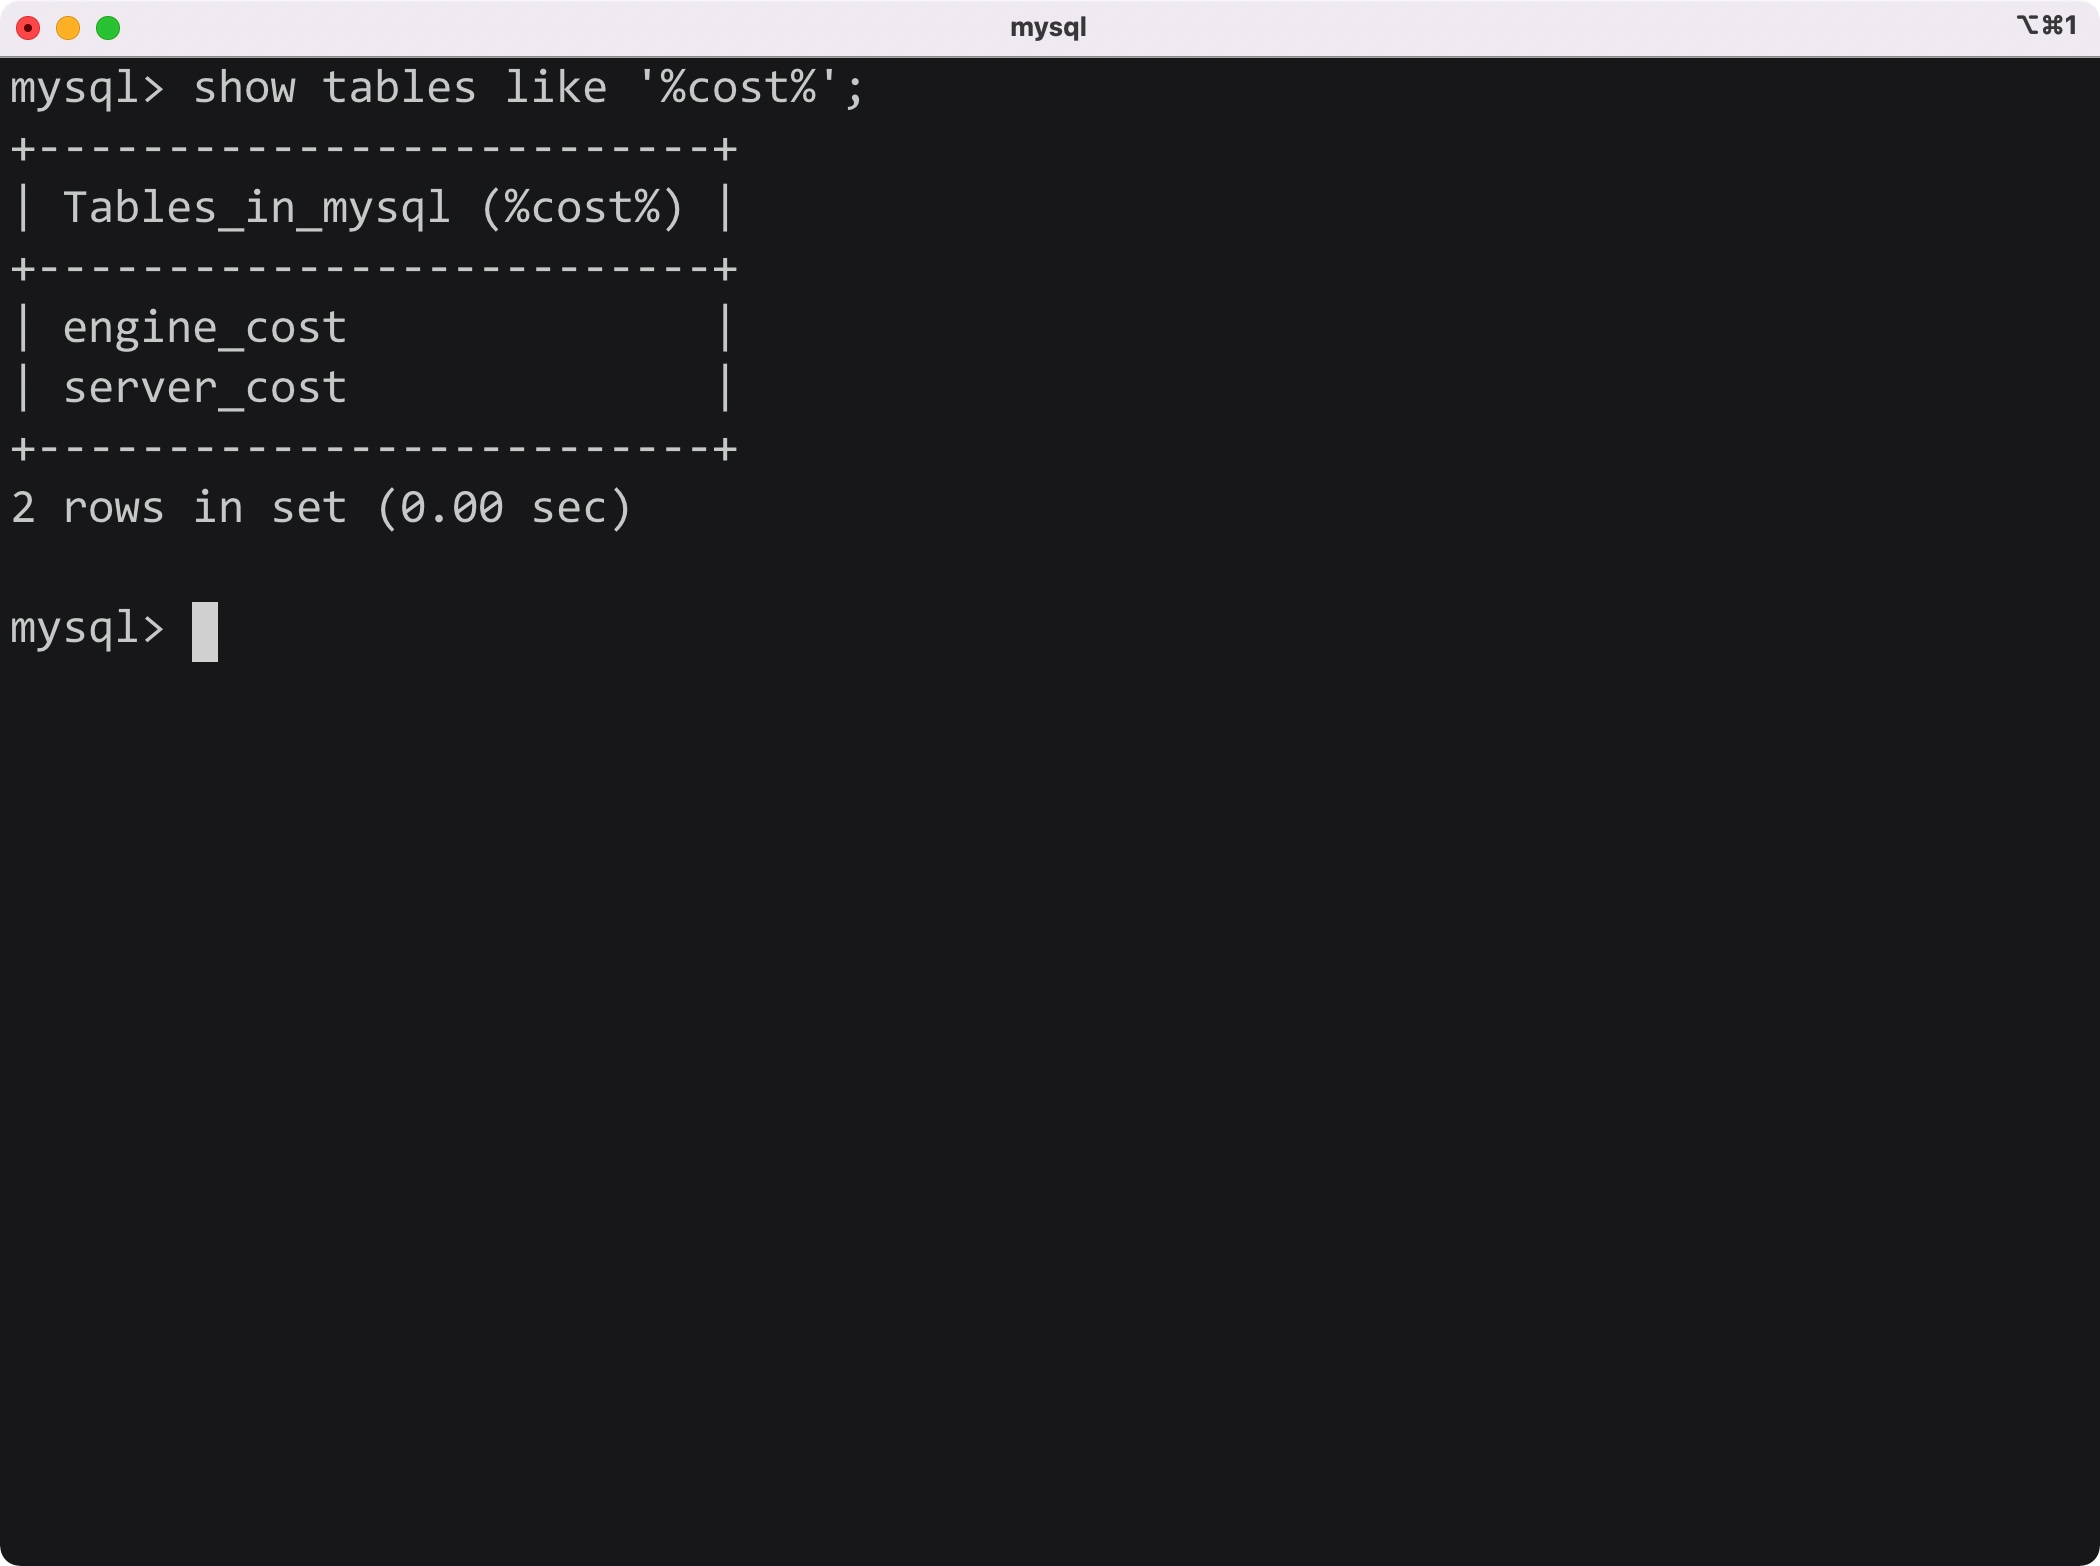 mysql
⌥⌘1
mysql> show tables like '%cost%';
+--------------------------+
| Tables_in_mysql (%cost%) |
+--------------------------+
| engine_cost              |
| server_cost              |
+--------------------------+
2 rows in set (0.00 sec)
mysql>